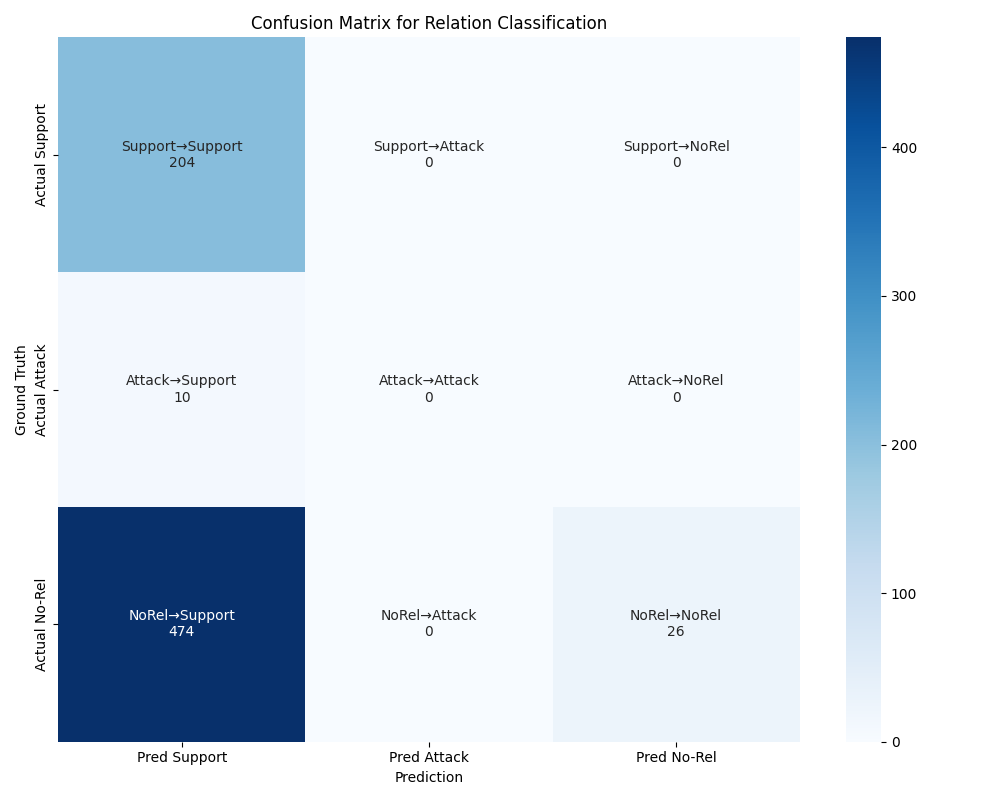 Confusion Matrix for Relation Classification
Ground Truth
Actual Support
Support→Support
204
Support→Attack
0
Support→NoRel
0
Actual Attack
Attack→Support
10
Attack→Attack
0
Attack→NoRel
0
Actual No-Rel
NoRel→Support
474
NoRel→Attack
0
NoRel→NoRel
26
Pred Support
Pred Attack
Pred No-Rel
Prediction
400
300
200
100
0